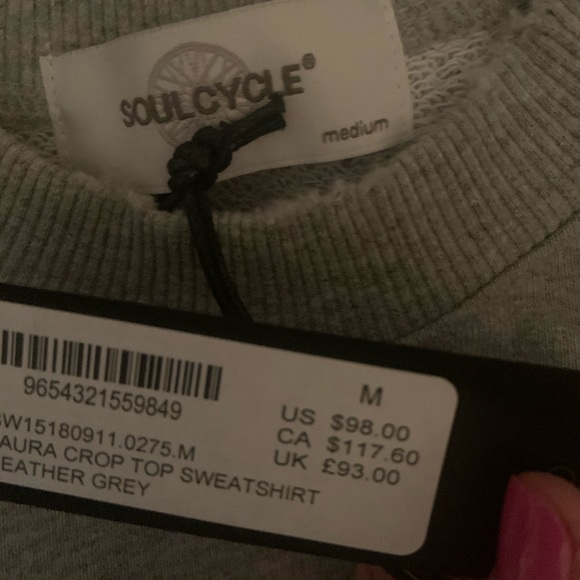 SOULCYCLE®
medium
9654321559849
SW15180911.0275.M
AURA CROP TOP SWEATSHIRT
EATHER GREY
M
US $98.00
CA $117.60
UK £93.00